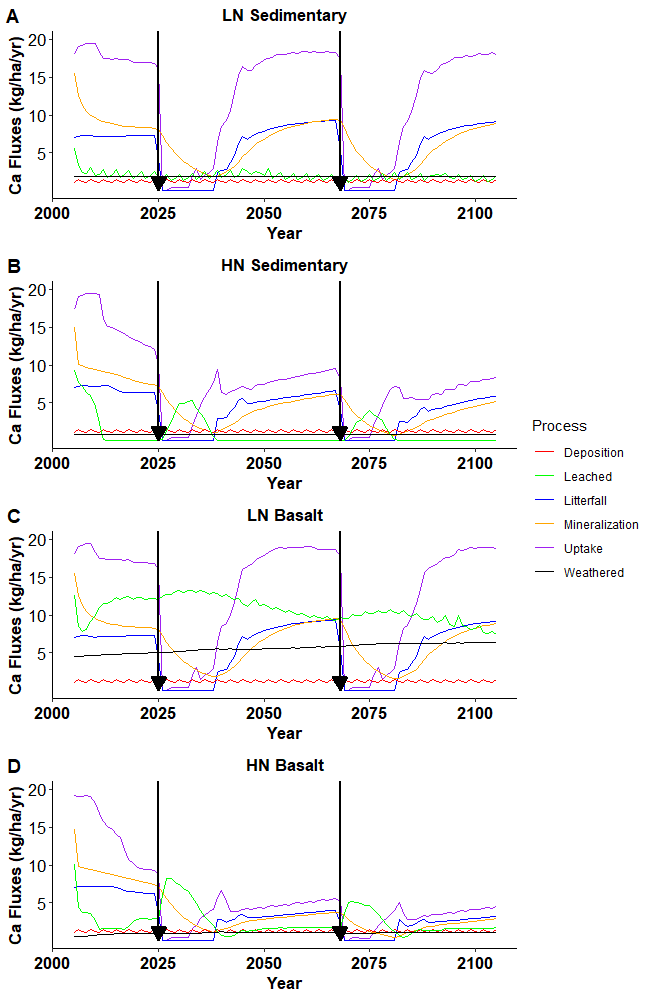 A LN Sedimentary
Ca Fluxes (kg/ha/yr)
20
15
10
5
2000 2025 2050 2075 2100
Year
B HN Sedimentary
Ca Fluxes (kg/ha/yr)
20
15
10
5
2000 2025 2050 2075 2100
Year
Process
Deposition
Leached
Litterfall
Mineralization
Uptake
Weathered
C LN Basalt
Ca Fluxes (kg/ha/yr)
20
15
10
5
2000 2025 2050 2075 2100
Year
D HN Basalt
Ca Fluxes (kg/ha/yr)
20
15
10
5
2000 2025 2050 2075 2100
Year